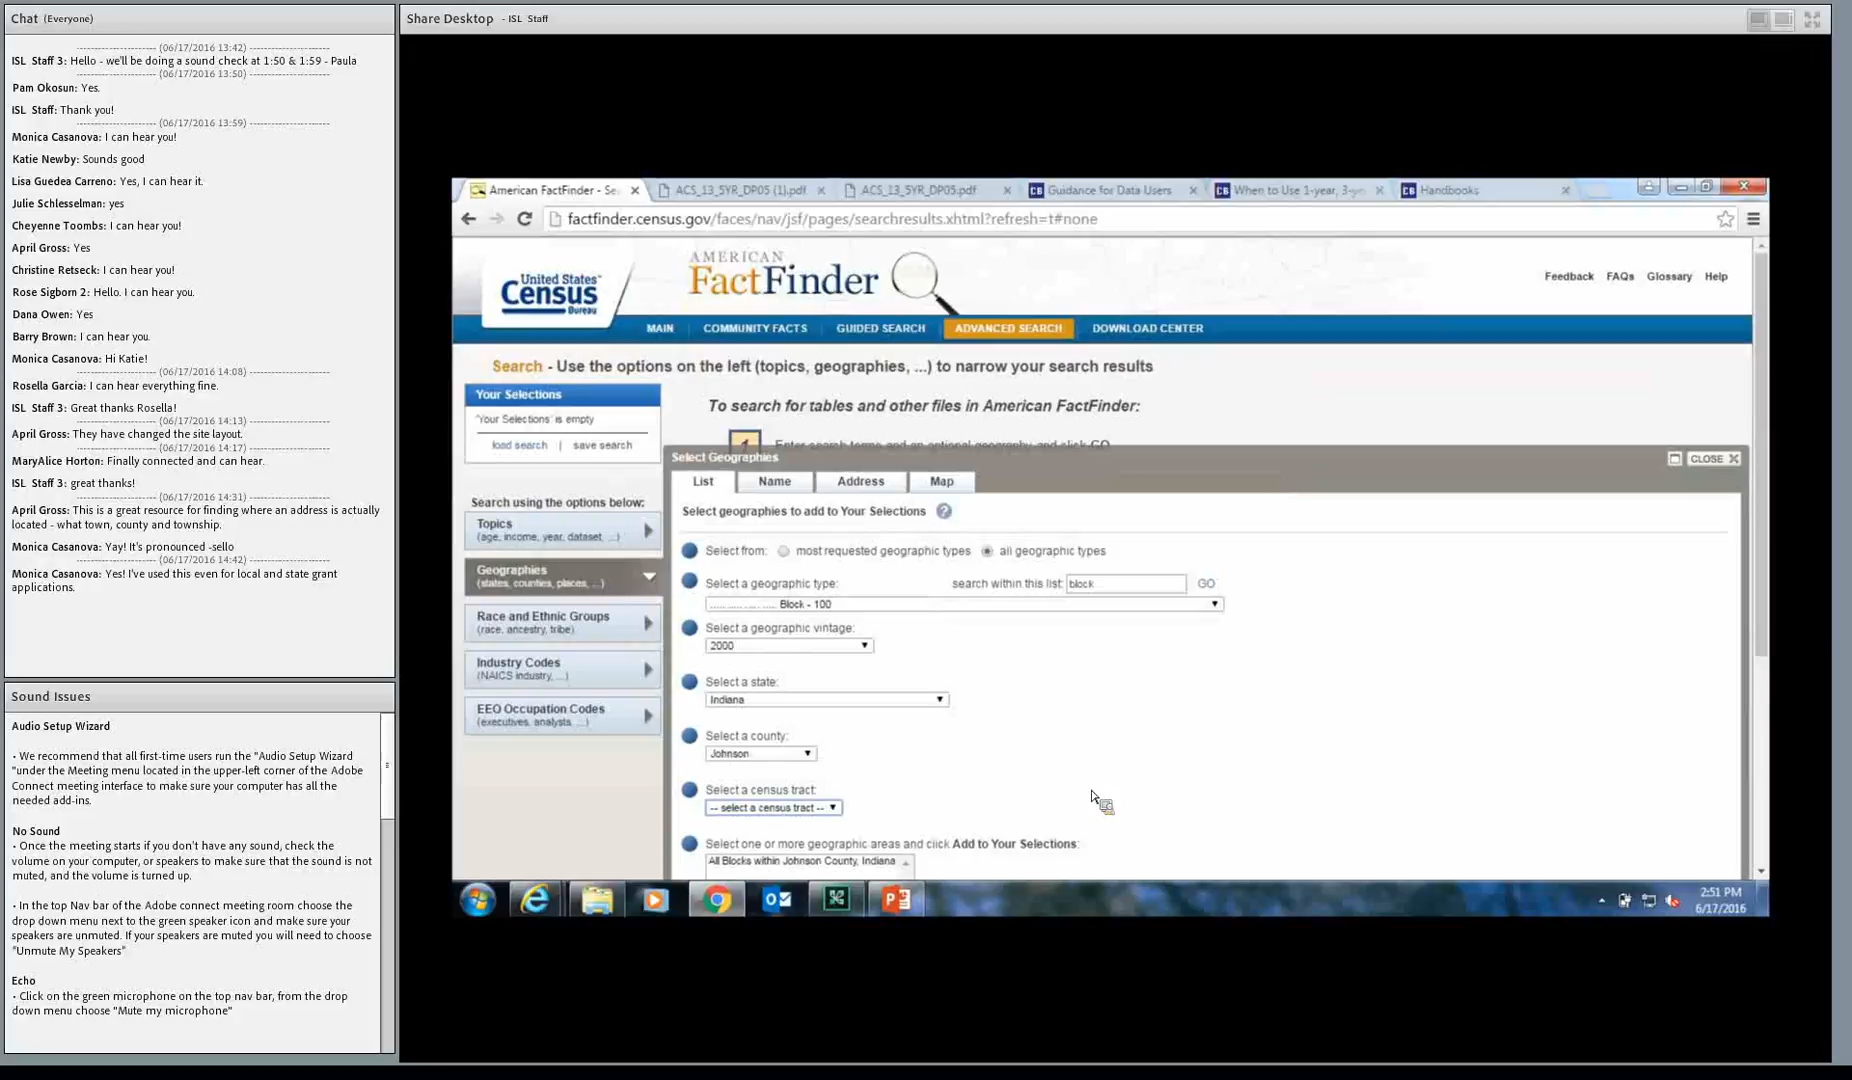 Chat (Everyone)
------------------- (06/17/2016 13:42) -------------------
ISL Staff 3: Hello - we'll be doing a sound check at 1:50 & 1:59 - Paula
------------------- (06/17/2016 13:50) -------------------
Pam Okosun: Yes.
ISL Staff: Thank you!
------------------- (06/17/2016 13:59) -------------------
Monica Casanova: I can hear you!
Katie Newby: Sounds good
Lisa Guedea Carreno: Yes, I can hear it.
Julie Schlesselman: yes
Cheyenne Toombs: I can hear you!
April Gross: Yes
Christine Retseck: I can hear you!
Rose Sigborn 2: Hello. I can hear you.
Dana Owen: Yes
Barry Brown: I can hear you.
Monica Casanova: Hi Katie!
------------------- (06/17/2016 14:08) -------------------
Rosella Garcia: I can hear everything fine.
ISL Staff 3: Great thanks Rosella!
------------------- (06/17/2016 14:13) -------------------
April Gross: They have changed the site layout.
------------------- (06/17/2016 14:17) -------------------
MaryAlice Horton: Finally connected and can hear.
ISL Staff 3: great thanks!
------------------- (06/17/2016 14:31) -------------------
April Gross: This is a great resource for finding where an address is actually
located - what town, county and township.
Monica Casanova: Yay! It's pronounced -sello
------------------- (06/17/2016 14:42) -------------------
Monica Casanova: Yes! I've used this even for local and state grant
applications.
Sound Issues
Audio Setup Wizard
• We recommend that all first-time users run the "Audio Setup Wizard
"under the Meeting menu located in the upper-left corner of the Adobe
Connect meeting interface to make sure your computer has all the
needed add-ins.
No Sound
• Once the meeting starts if you don't have any sound, check the
volume on your computer, or speakers to make sure that the sound is not
muted, and the volume is turned up.
• In the top Nav bar of the Adobe connect meeting room choose the
drop down menu next to the green speaker icon and make sure your
speakers are unmuted. If your speakers are muted you will need to choose
"Unmute My Speakers"
Echo
• Click on the green microphone on the top nav bar, from the drop
down menu choose "Mute my microphone"
Share Desktop - ISL Staff
American FactFinder - Se
ACS_13_5YR_DP05 (1).pdf
ACS_13_5YR_DP05.pdf
Guidance for Data Users
When to Use 1-year, 3-ye
Handbooks
factfinder.census.gov/faces/nav/jsf/pages/searchresults.xhtml?refresh=t#none
United States™
Census
Bureau
AMERICAN
FactFinder
Feedback FAQs Glossary Help
MAIN COMMUNITY FACTS GUIDED SEARCH ADVANCED SEARCH DOWNLOAD CENTER
Search - Use the options on the left (topics, geographies, ...) to narrow your search results
Your Selections
'Your Selections' is empty
load search | save search
To search for tables and other files in American FactFinder:
1 Enter search terms and an optional geography and click GO
Search using the options below:
Topics
(age, income, year, dataset, ...)
Geographies
(states, counties, places, ...)
Race and Ethnic Groups
(race, ancestry, tribe)
Industry Codes
(NAICS industry, ...)
EEO Occupation Codes
(executives, analysts, ...)
Select Geographies
CLOSE X
List Name Address Map
Select geographies to add to Your Selections ?
Select from: most requested geographic types all geographic types
Select a geographic type: search within this list: block GO
..... ..... ..... ..... Block - 100
Select a geographic vintage:
2000
Select a state:
Indiana
Select a county:
Johnson
Select a census tract:
-- select a census tract --
Select one or more geographic areas and click Add to Your Selections:
All Blocks within Johnson County, Indiana
2:51 PM
6/17/2016